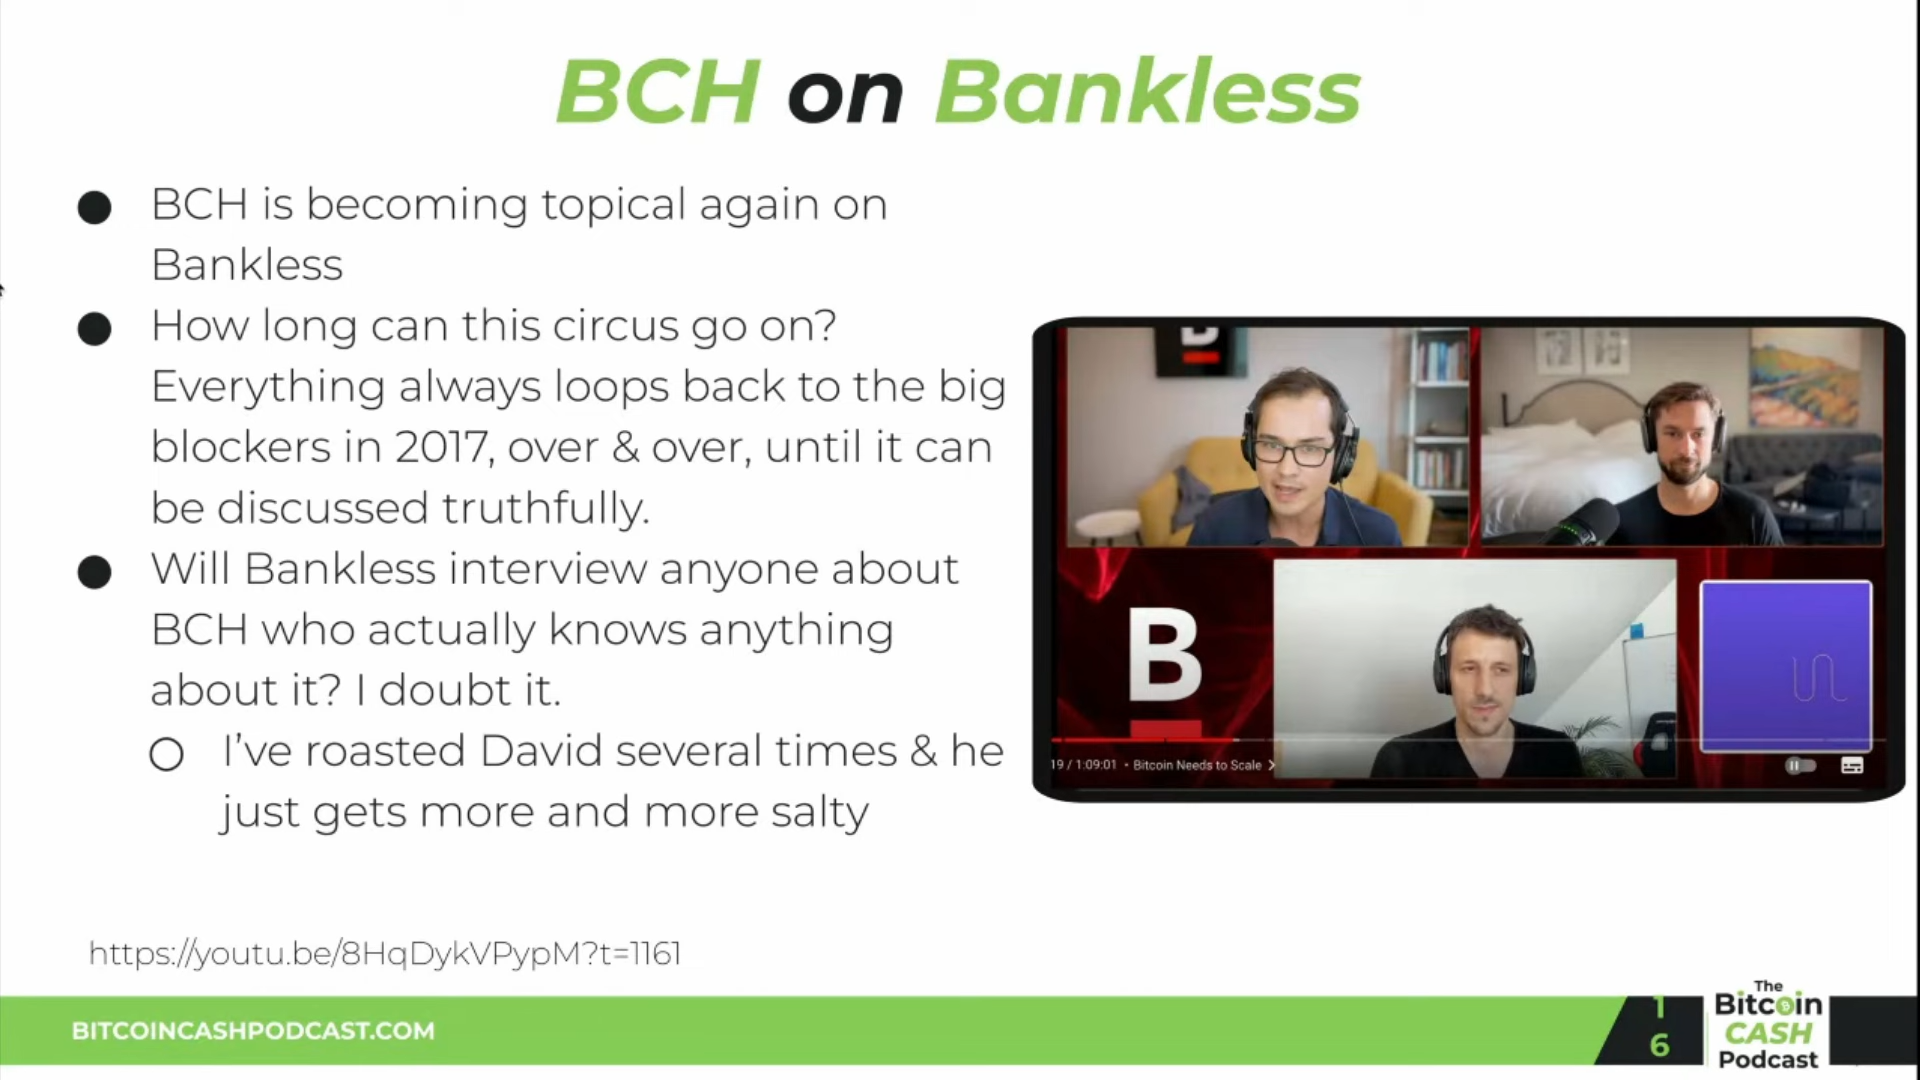 BCH on Bankless
BCH is becoming topical again on
Bankless
How long can this circus go on?
Everything always loops back to the big
blockers in 2017, over & over, until it can
be discussed truthfully.
Will Bankless interview anyone about
BCH who actually knows anything
about it? I doubt it.
I’ve roasted David several times & he
just gets more and more salty
B
19 / 1:09:01 • Bitcoin Needs to Scale >
https://youtu.be/8HqDykVPypM?t=1161
BITCOINCASHPODCAST.COM
1
6
The
Bitcoin
CASH
Podcast